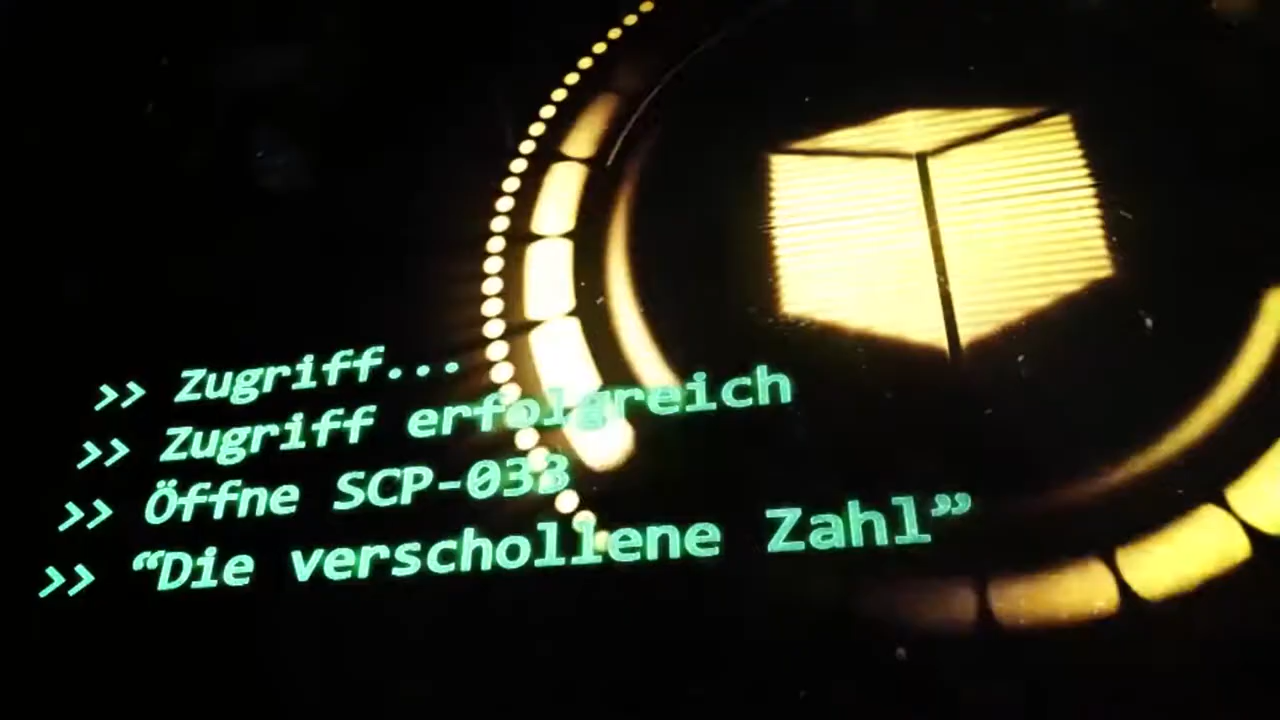 >> Zugriff...
>> Zugriff erfolgreich
>> Öffne SCP-033
>> “Die verschollene Zahl”